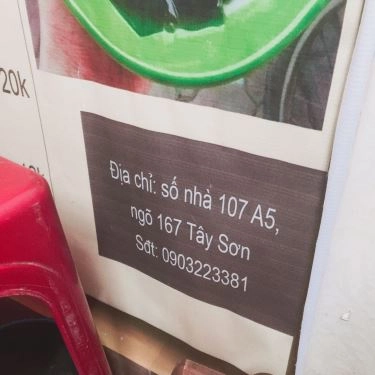 20k
Địa chỉ: số nhà 107 A5,
ngõ 167 Tây Sơn
Sđt: 0903223381